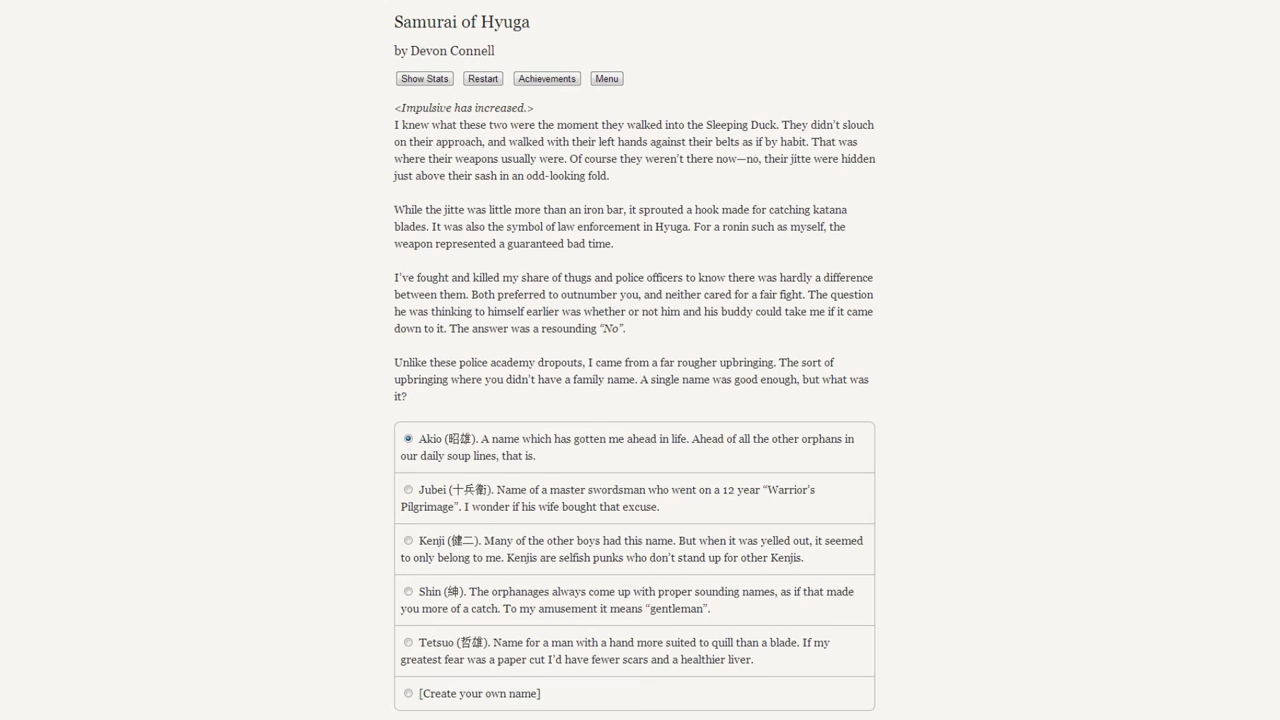 Samurai of Hyuga
by Devon Connell
Show Stats Restart Achievements Menu
<Impulsive has increased.>
I knew what these two were the moment they walked into the Sleeping Duck. They didn't slouch
on their approach, and walked with their left hands against their belts as if by habit. That was
where their weapons usually were. Of course they weren't there now—no, their jitte were hidden
just above their sash in an odd-looking fold.
While the jitte was little more than an iron bar, it sprouted a hook made for catching katana
blades. It was also the symbol of law enforcement in Hyuga. For a ronin such as myself, the
weapon represented a guaranteed bad time.
I've fought and killed my share of thugs and police officers to know there was hardly a difference
between them. Both preferred to outnumber you, and neither cared for a fair fight. The question
he was thinking to himself earlier was whether or not him and his buddy could take me if it came
down to it. The answer was a resounding “No”.
Unlike these police academy dropouts, I came from a far rougher upbringing. The sort of
upbringing where you didn't have a family name. A single name was good enough, but what was
it?
Akio (昭雄). A name which has gotten me ahead in life. Ahead of all the other orphans in
our daily soup lines, that is.
Jubei (十兵衛). Name of a master swordsman who went on a 12 year “Warrior's
Pilgrimage”. I wonder if his wife bought that excuse.
Kenji (健二). Many of the other boys had this name. But when it was yelled out, it seemed
to only belong to me. Kenjis are selfish punks who don't stand up for other Kenjis.
Shin (紳). The orphanages always come up with proper sounding names, as if that made
you more of a catch. To my amusement it means “gentleman”.
Tetsuo (哲雄). Name for a man with a hand more suited to quill than a blade. If my
greatest fear was a paper cut I'd have fewer scars and a healthier liver.
[Create your own name]